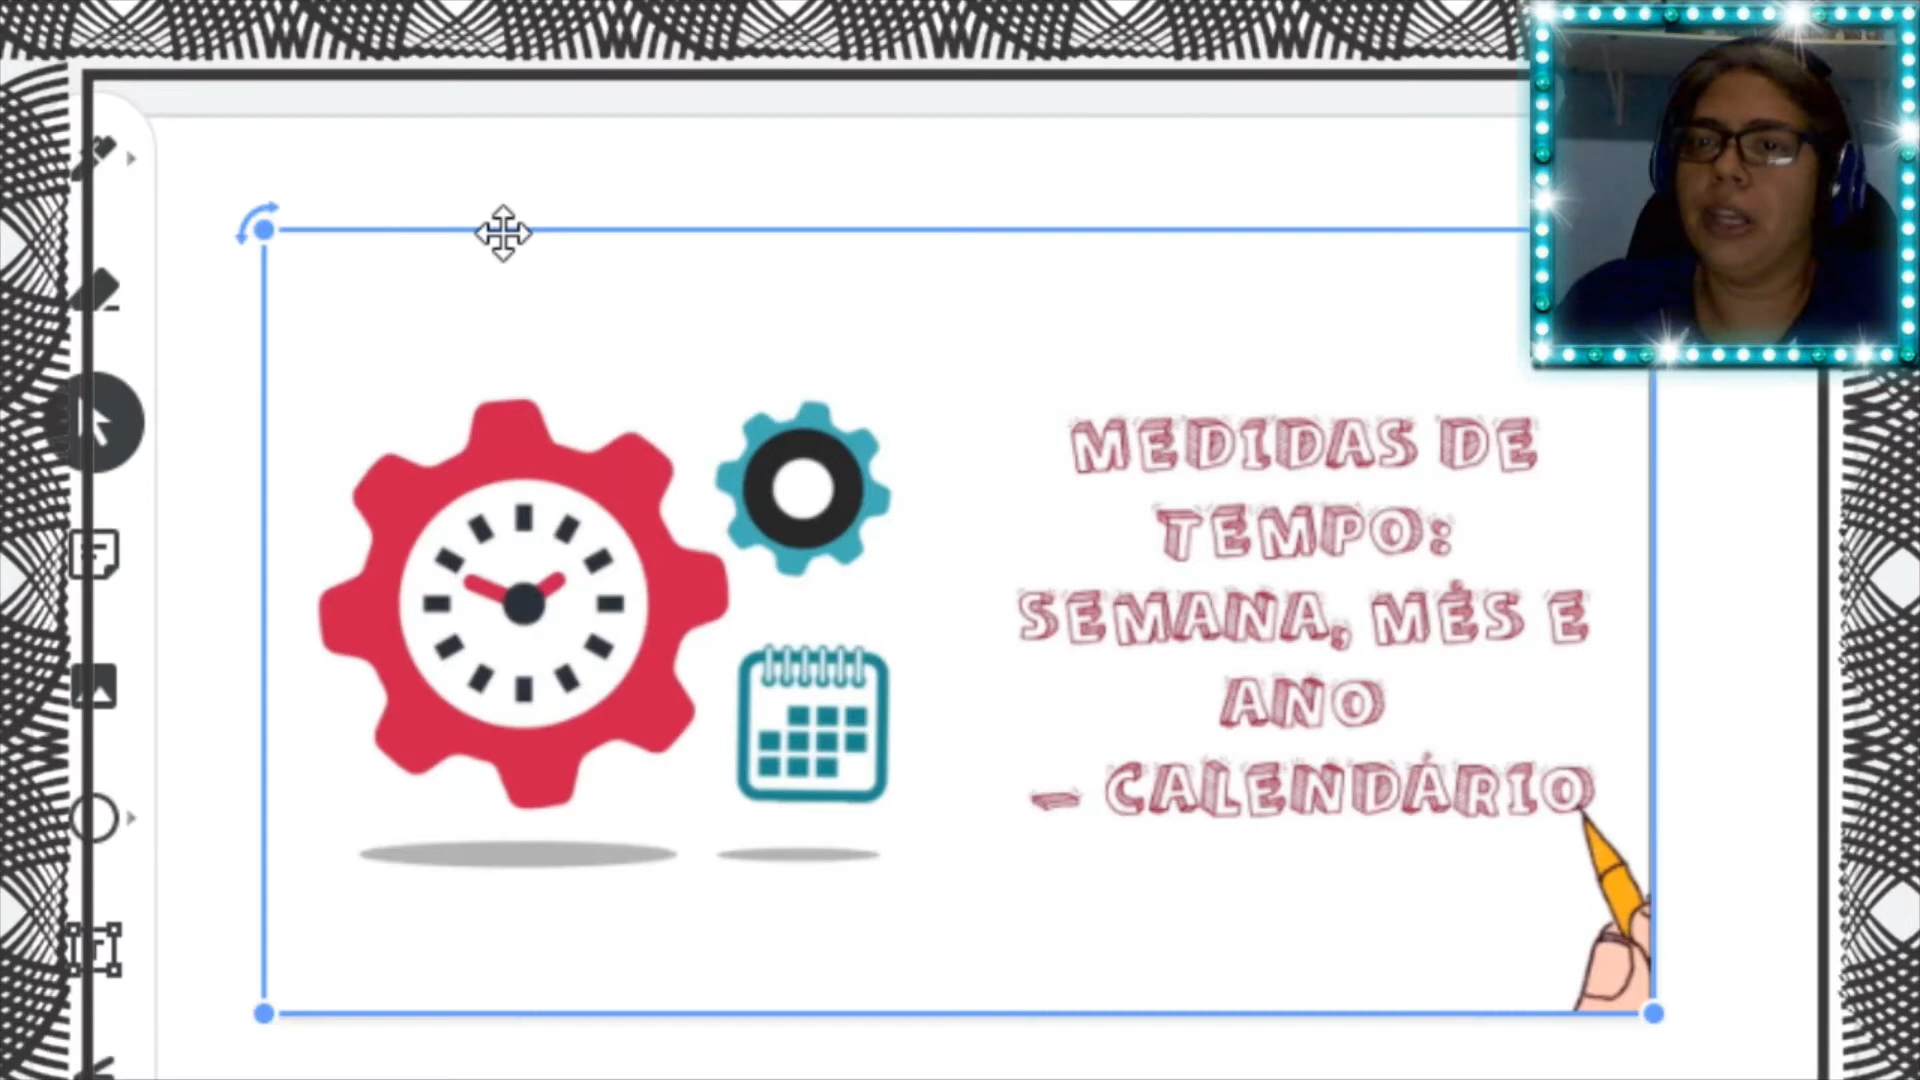 MEDIDAS DE
TEMPO:
SEMANA, MÊS E
ANO
– CALENDÁRIO